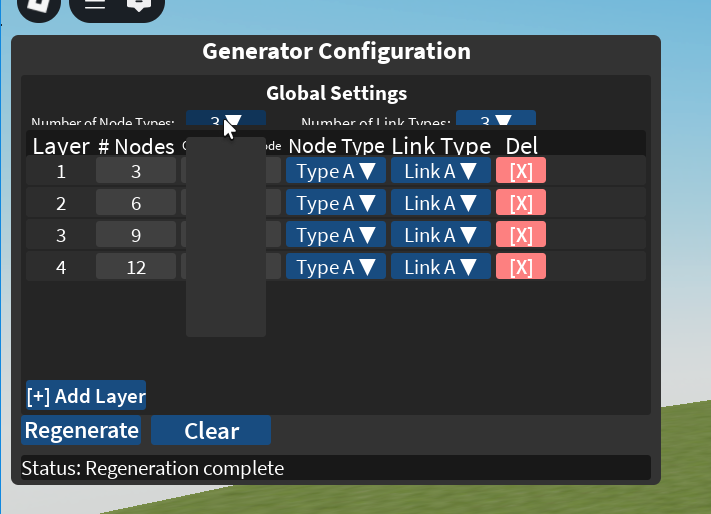 Generator Configuration
Global Settings
Number of Node Types: 3 ▼ Number of Link Types: 3 ▼
Layer # Nodes Node Type Link Type Del
1 3 Type A ▼ Link A ▼ [X]
2 6 Type A ▼ Link A ▼ [X]
3 9 Type A ▼ Link A ▼ [X]
4 12 Type A ▼ Link A ▼ [X]
[+] Add Layer
Regenerate Clear
Status: Regeneration complete